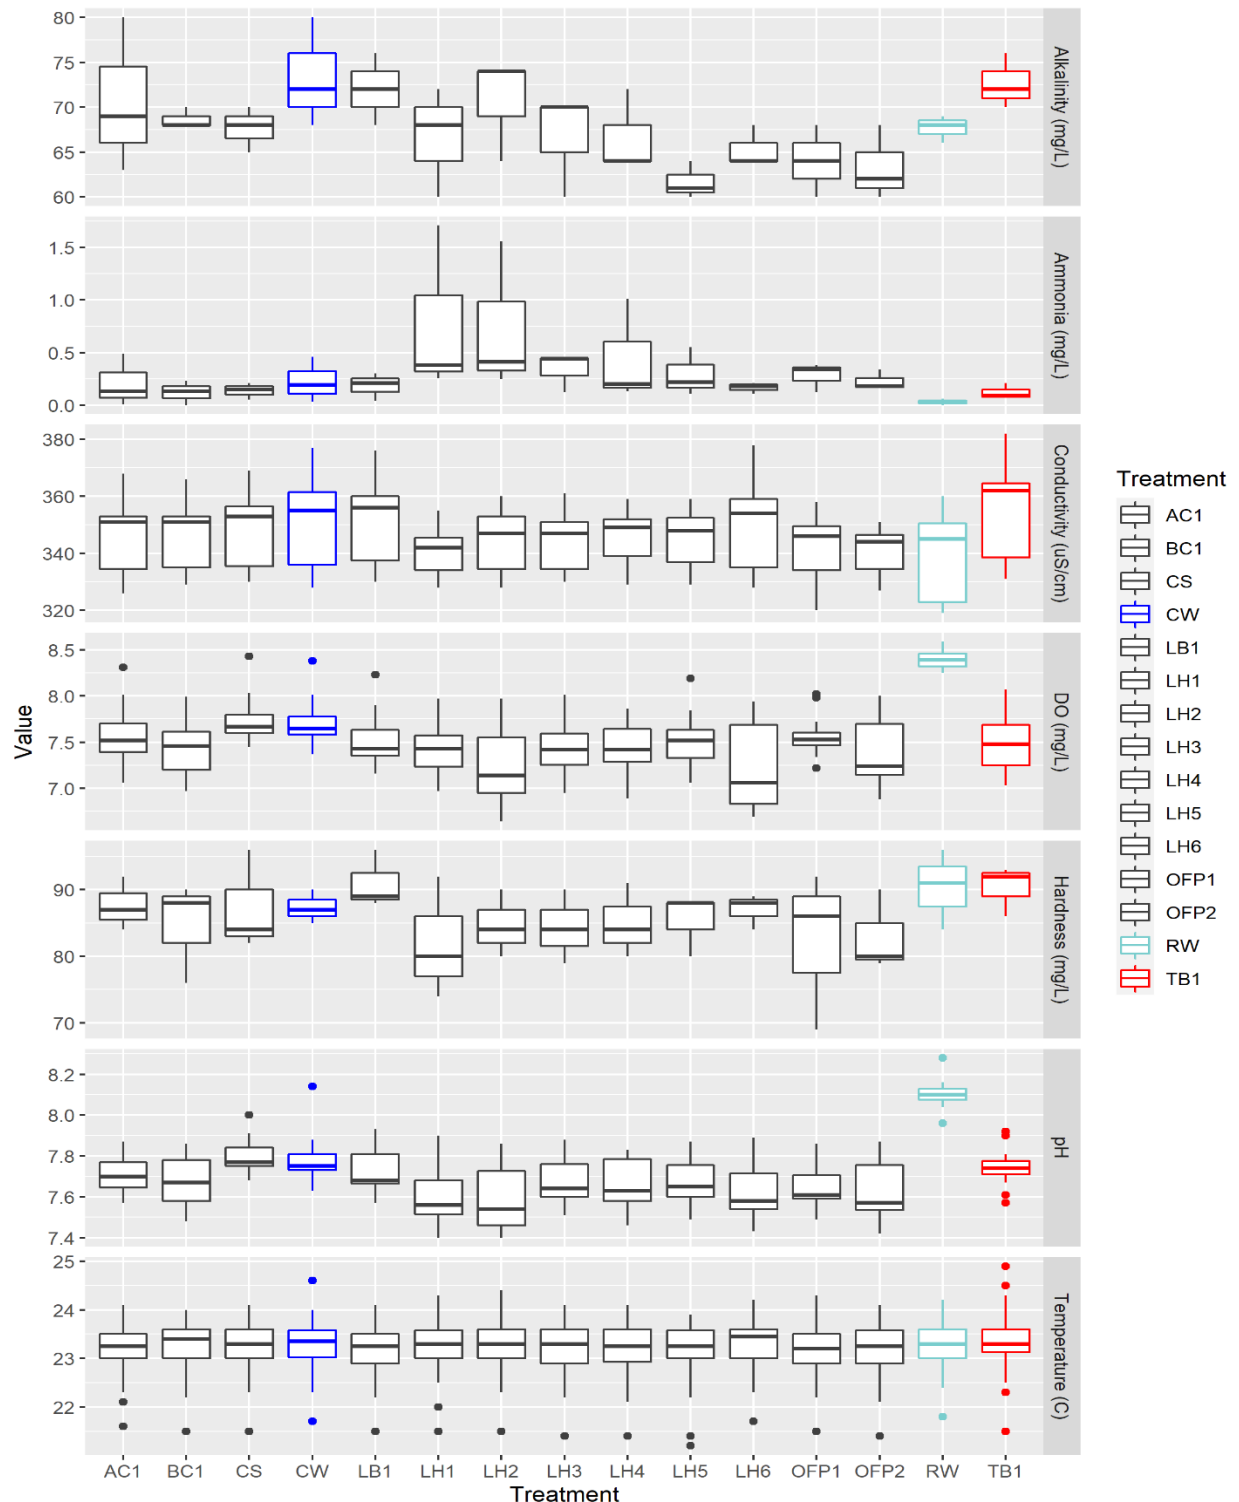 80
75
70
65
60
Alkalinity (mg/L)
1.5
1.0
0.5
0.0
Ammonia (mg/L)
380
360
340
320
Conductivity (uS/cm)
8.5
8.0
7.5
7.0
DO (mg/L)
90
80
70
Hardness (mg/L)
8.2
8.0
7.8
7.6
7.4
pH
25
24
23
22
Temperature (C)
Value
AC1 BC1 CS CW LB1 LH1 LH2 LH3 LH4 LH5 LH6 OFP1 OFP2 RW TB1
Treatment
Treatment
AC1
BC1
CS
CW
LB1
LH1
LH2
LH3
LH4
LH5
LH6
OFP1
OFP2
RW
TB1